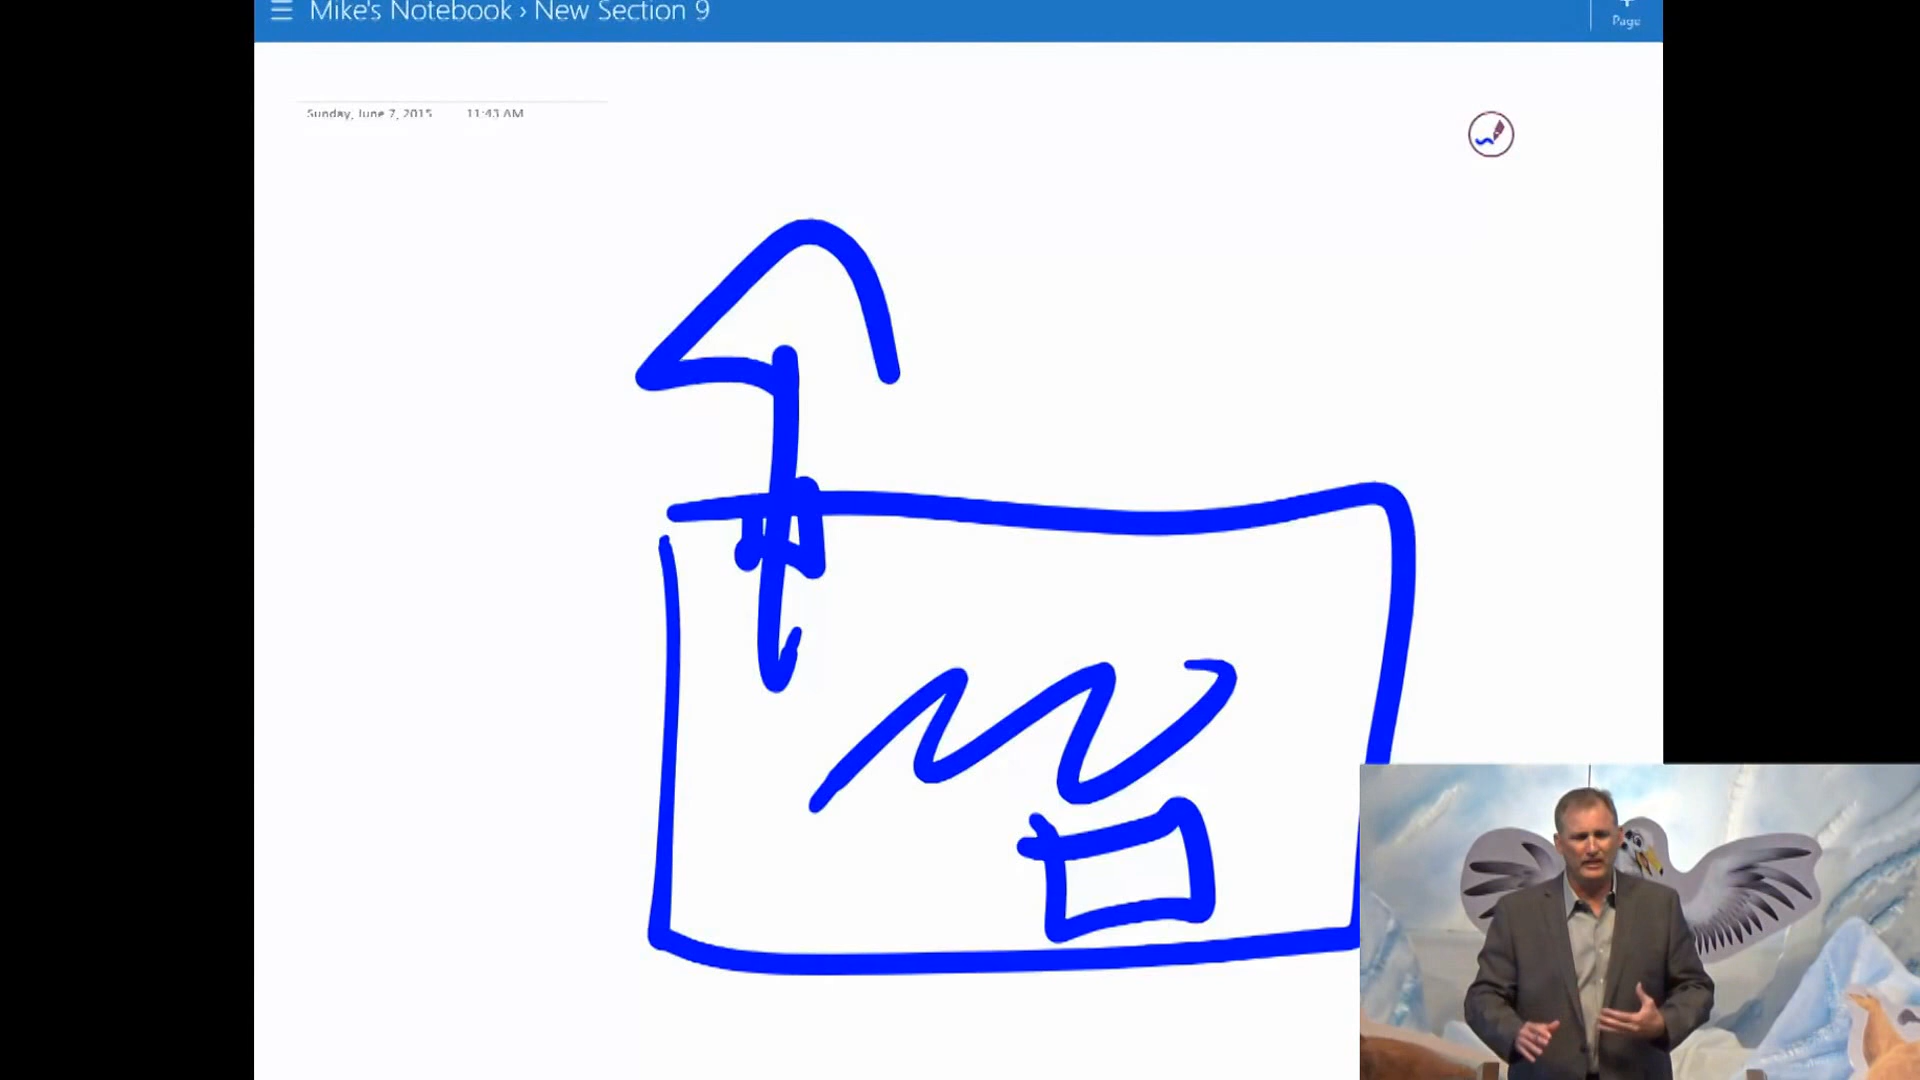 Mike's Notebook › New Section 9
Page
Sunday, June 7, 2015 11:43 AM